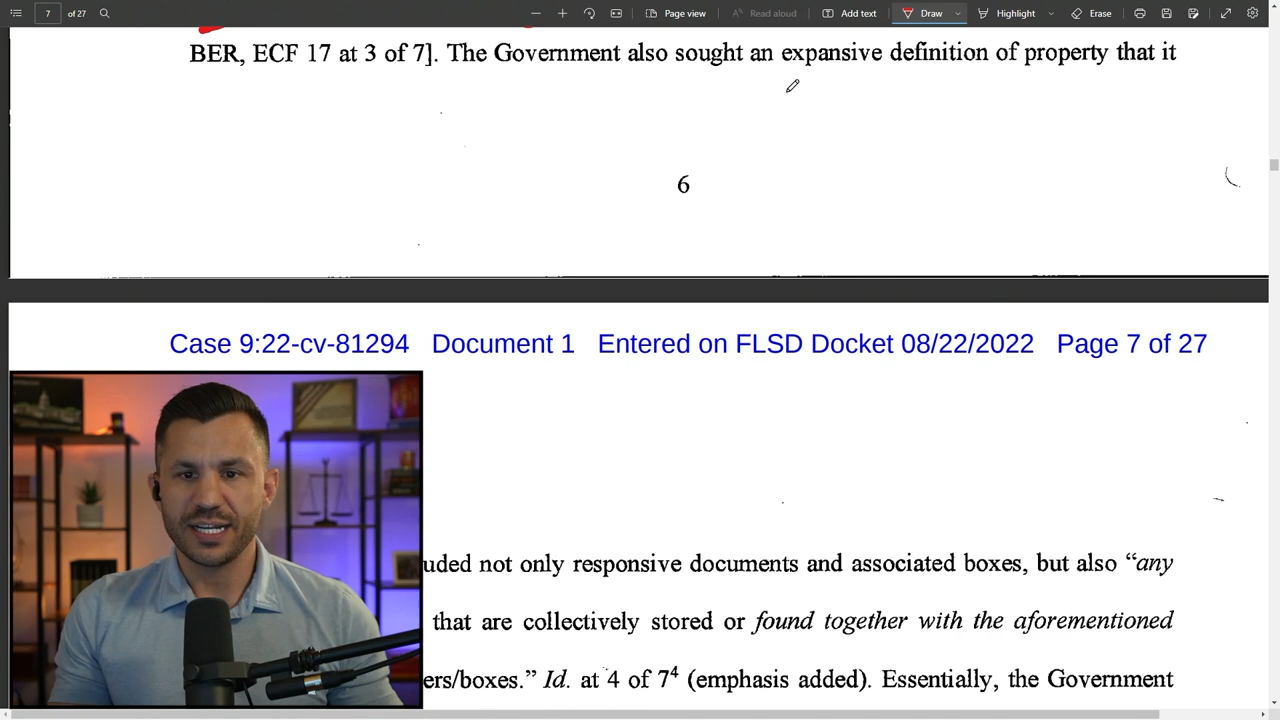 7 of 27 Page view Read aloud Add text Draw Highlight Erase
BER, ECF 17 at 3 of 7]. The Government also sought an expansive definition of property that it
6
Case 9:22-cv-81294 Document 1 Entered on FLSD Docket 08/22/2022 Page 7 of 27
uded not only responsive documents and associated boxes, but also “any
that are collectively stored or found together with the aforementioned
ers/boxes.” Id. at 4 of 7⁴ (emphasis added). Essentially, the Government